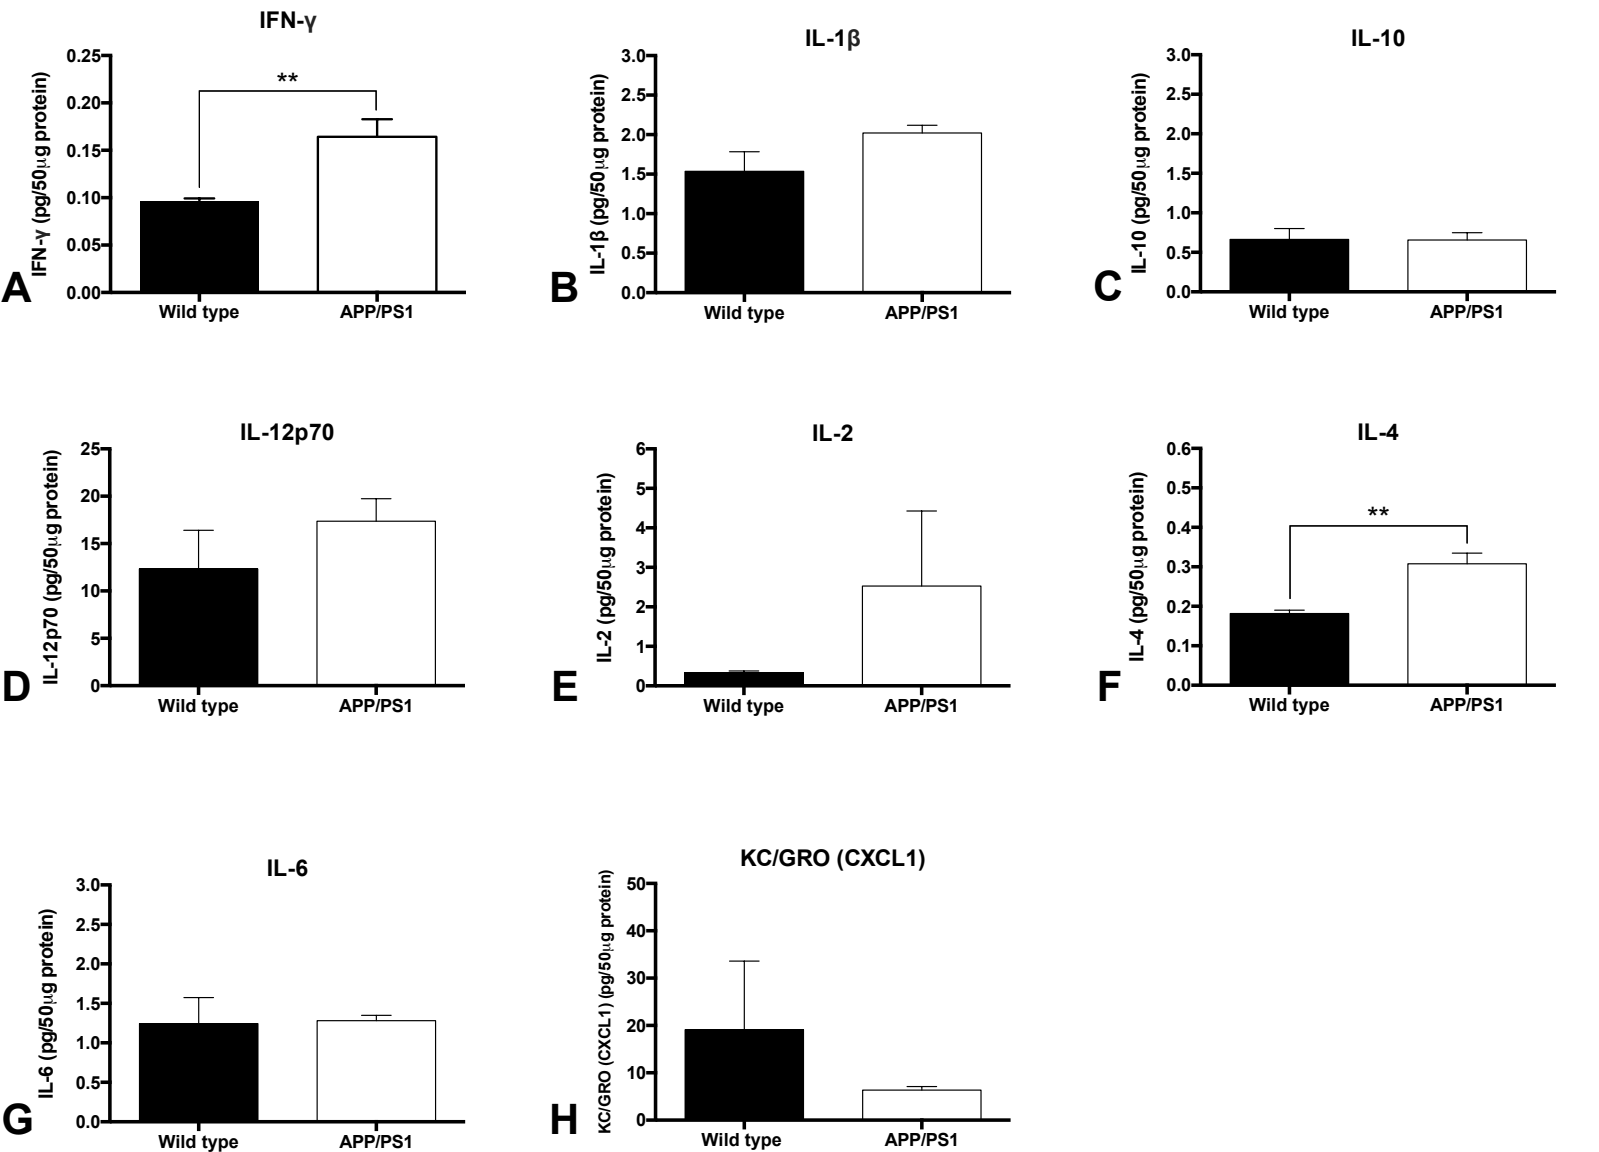 IFN-γ
IFN-γ (pg/50µg protein)
0.25
0.20
0.15
0.10
0.05
0.00
**
Wild type
APP/PS1
A
IL-1β
IL-1β (pg/50µg protein)
3.0
2.5
2.0
1.5
1.0
0.5
0.0
Wild type
APP/PS1
B
IL-10
IL-10 (pg/50µg protein)
3.0
2.5
2.0
1.5
1.0
0.5
0.0
Wild type
APP/PS1
C
IL-12p70
IL-12p70 (pg/50µg protein)
25
20
15
10
5
0
Wild type
APP/PS1
D
IL-2
IL-2 (pg/50µg protein)
6
5
4
3
2
1
0
Wild type
APP/PS1
E
IL-4
IL-4 (pg/50µg protein)
0.6
0.5
0.4
0.3
0.2
0.1
0.0
**
Wild type
APP/PS1
F
IL-6
IL-6 (pg/50µg protein)
3.0
2.5
2.0
1.5
1.0
0.5
0.0
Wild type
APP/PS1
G
KC/GRO (CXCL1)
KC/GRO (CXCL1) (pg/50µg protein)
50
40
30
20
10
0
Wild type
APP/PS1
H